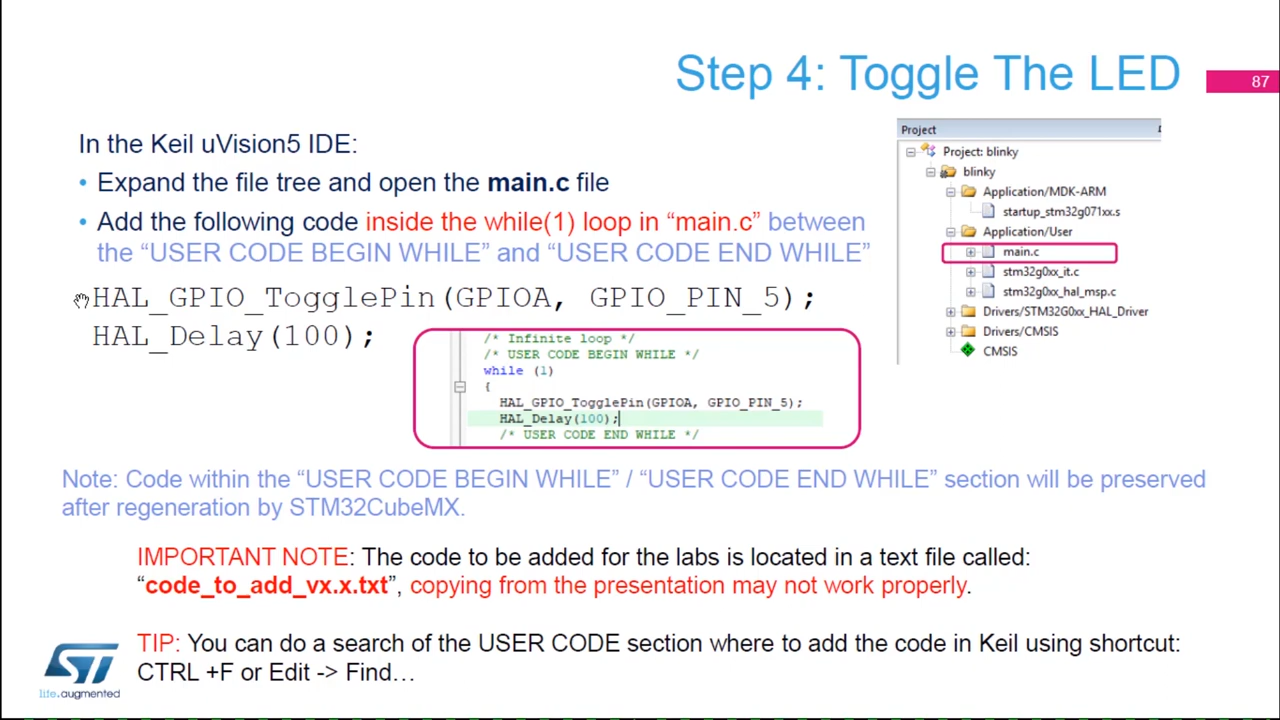 Step 4: Toggle The LED
87
In the Keil uVision5 IDE:
• Expand the file tree and open the main.c file
• Add the following code inside the while(1) loop in “main.c” between
the “USER CODE BEGIN WHILE” and “USER CODE END WHILE”
HAL_GPIO_TogglePin(GPIOA, GPIO_PIN_5);
HAL_Delay(100);
/* Infinite loop */
/* USER CODE BEGIN WHILE */
while (1)
{
HAL_GPIO_TogglePin(GPIOA, GPIO_PIN_5);
HAL_Delay(100);
/* USER CODE END WHILE */
Project
Project: blinky
blinky
Application/MDK-ARM
startup_stm32g071xx.s
Application/User
main.c
stm32g0xx_it.c
stm32g0xx_hal_msp.c
Drivers/STM32G0xx_HAL_Driver
Drivers/CMSIS
CMSIS
Note: Code within the “USER CODE BEGIN WHILE” / “USER CODE END WHILE” section will be preserved
after regeneration by STM32CubeMX.
IMPORTANT NOTE: The code to be added for the labs is located in a text file called:
“code_to_add_vx.x.txt”, copying from the presentation may not work properly.
TIP: You can do a search of the USER CODE section where to add the code in Keil using shortcut:
CTRL +F or Edit -> Find…
ST
life.augmented